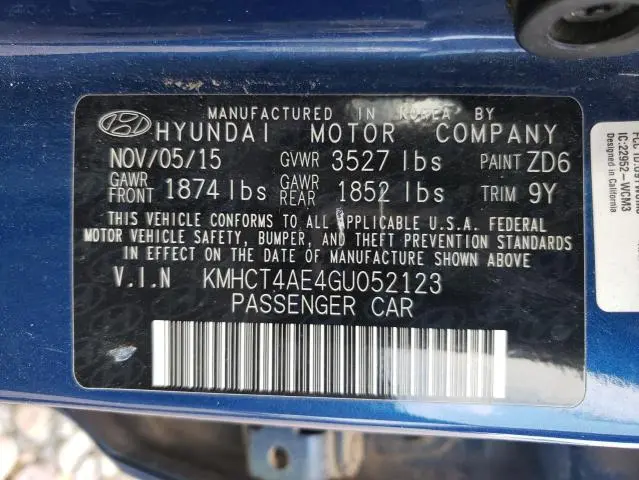 MANUFACTURED IN KOREA BY
HYUNDAI MOTOR COMPANY
NOV/05/15 GVWR 3527 lbs PAINT ZD6
GAWR FRONT 1874 lbs GAWR REAR 1852 lbs TRIM 9Y
THIS VEHICLE CONFORMS TO ALL APPLICABLE U.S.A. FEDERAL
MOTOR VEHICLE SAFETY, BUMPER, AND THEFT PREVENTION STANDARDS
IN EFFECT ON THE DATE OF MANUFACTURE SHOWN ABOVE.
V.I.N KMHCT4AE4GU052123
PASSENGER CAR
IC:22952-WCM3
Designed in California